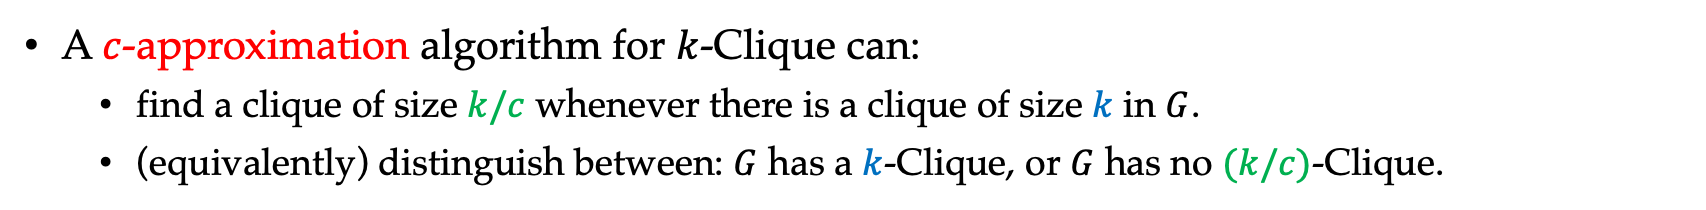 • A c-approximation algorithm for k-Clique can:
• find a clique of size k/c whenever there is a clique of size k in G.
• (equivalently) distinguish between: G has a k-Clique, or G has no (k/c)-Clique.